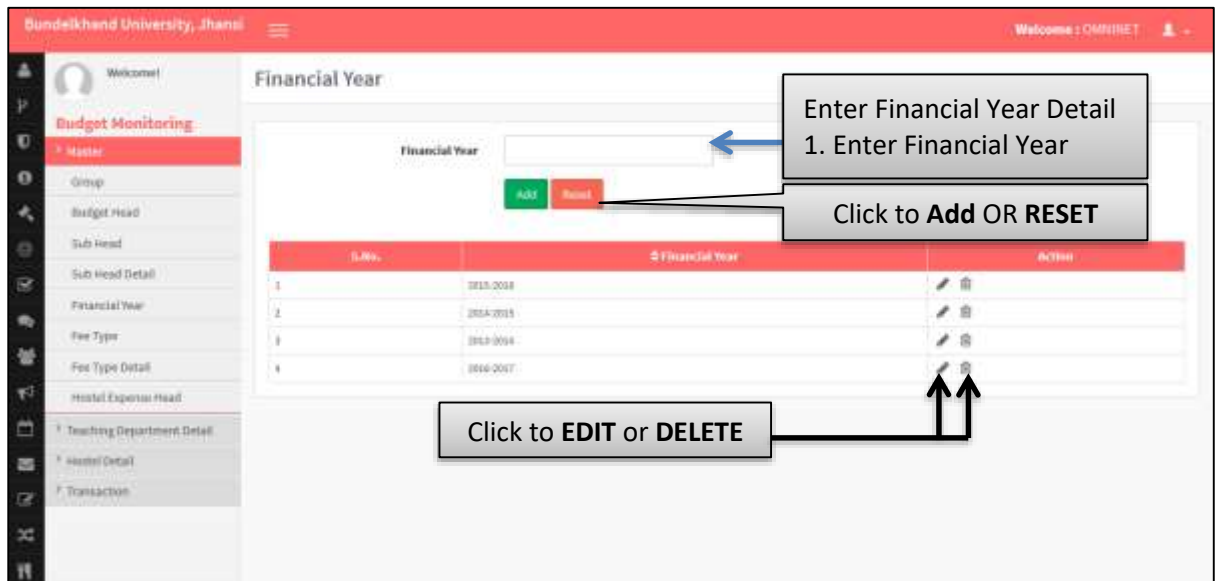 Bundelkhand University, Jhansi
Welcome : OMNINET
Welcome!
Financial Year
Budget Monitoring
Master
Group
Budget Head
Sub Head
Sub Head Detail
Financial Year
Fee Type
Fee Type Detail
Hostel Expense Head
Teaching Department Detail
Hostel Detail
Transaction
Financial Year
Add Reset
Enter Financial Year Detail
1. Enter Financial Year
Click to Add OR RESET
S.No. Financial Year Action
1
2 2014-2015
3 2013-2014
4 2016-2017
Click to EDIT or DELETE